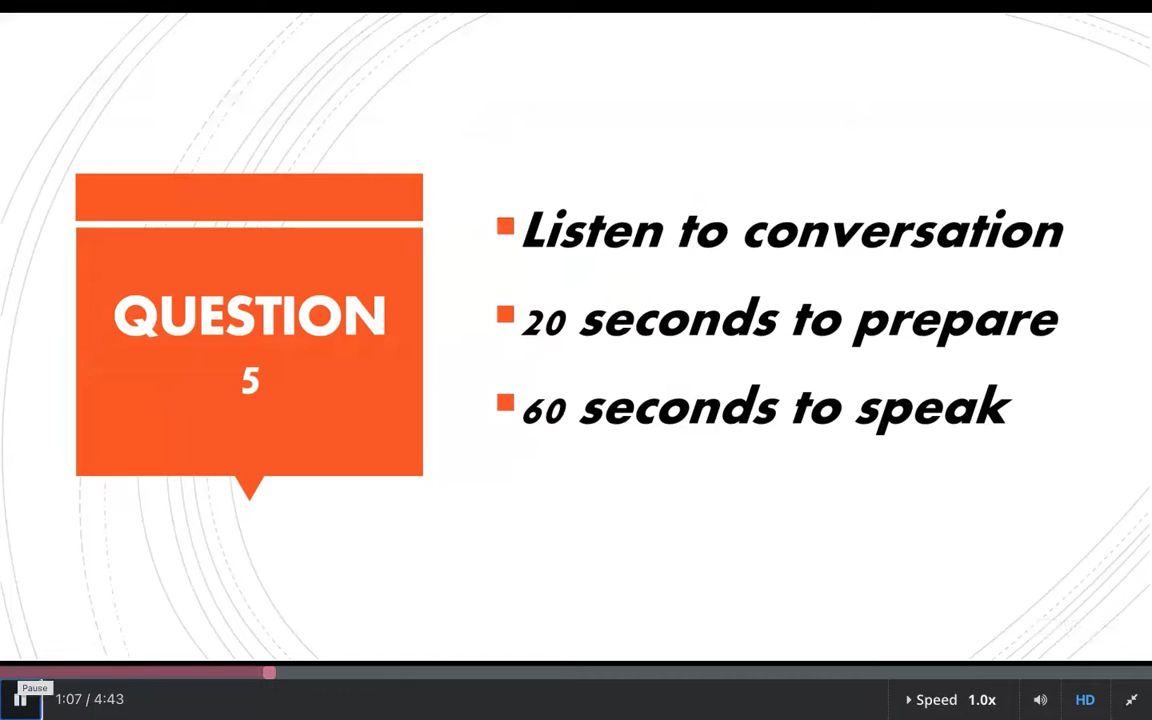 QUESTION
5
Listen to conversation
20 seconds to prepare
60 seconds to speak
Pause
1:07 / 4:43
Speed 1.0x
HD